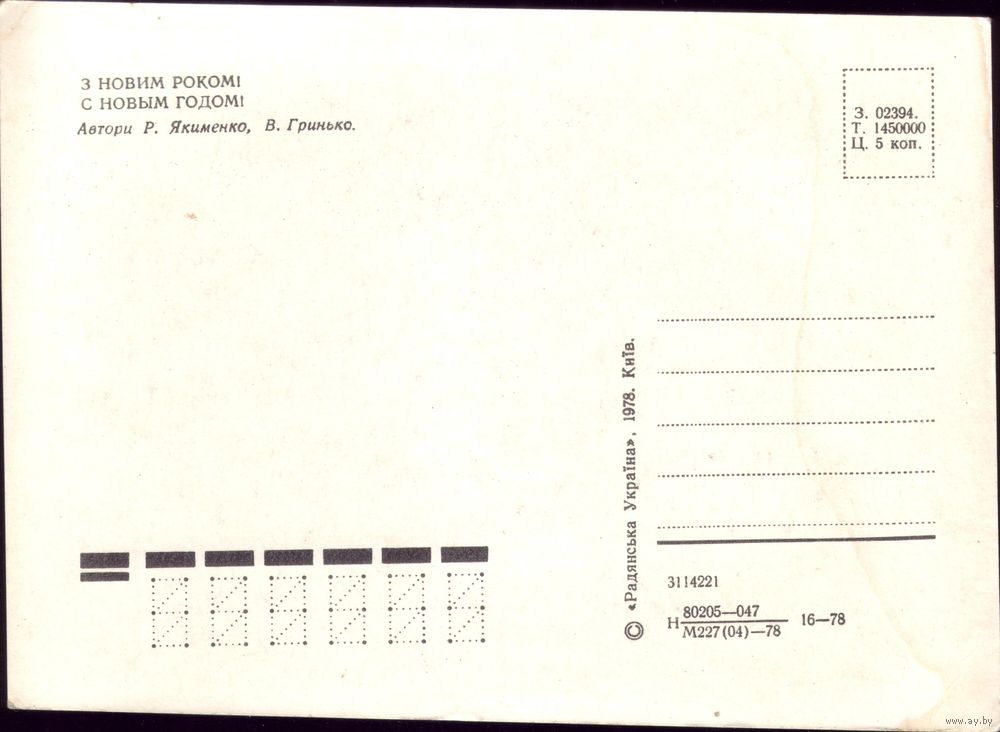 З НОВИМ РОКОМ!
С НОВЫМ ГОДОМ!
Автори Р. Якименко, В. Гринько.
З. 02394.
Т. 1450000
Ц. 5 коп.
© «Радянська Україна», 1978. Київ.
3114221
Н 80205—047
М227(04)—78
16—78
www.ay.by